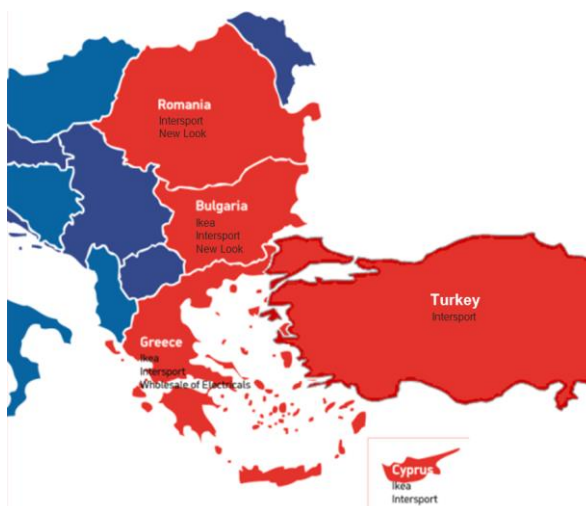 Romania
Intersport
New Look
Bulgaria
Ikea
Intersport
New Look
Turkey
Intersport
Greece
Ikea
Intersport
Wholesale of Electricals
Cyprus
Ikea
Intersport